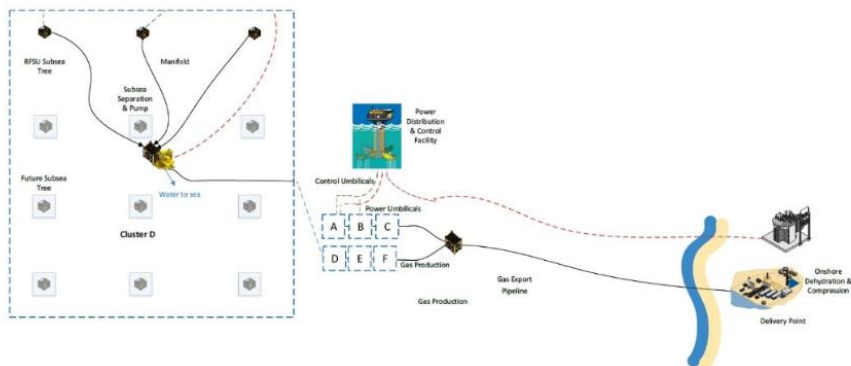 RFSU Subsea
Tree
Manifold
Subsea
Separation
& Pump
Future Subsea
Tree
Water to sea
Cluster D
Power
Distribution
& Control
Facility
Control Umbilicals
Power Umbilicals
A B C
D E F
Gas Production
Gas Export
Pipeline
Gas Production
Onshore
Dehydration &
Compression
Delivery Point